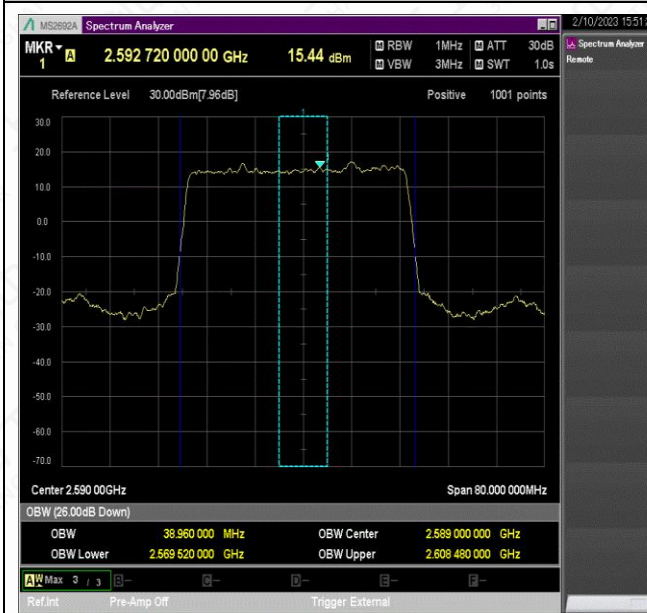 MS2692A Spectrum Analyzer
2/10/2023 1551
MKR 1 A 2.592 720 000 00 GHz 15.44 dBm
M RBW 1MHz M ATT 30dB
M VBW 3MHz M SWT 1.0s
Spectrum Analyzer
Remote
Reference Level 30.00dBm[7.96dB] Positive 1001 points
30.0
20.0
10.0
0.0
-10.0
-20.0
-30.0
-40.0
-50.0
-60.0
-70.0
Center 2.590 00GHz Span 80.000 000MHz
OBW (26.00dB Down)
OBW 38.960 000 MHz OBW Center 2.589 000 000 GHz
OBW Lower 2.569 520 000 GHz OBW Upper 2.608 480 000 GHz
A W Max 3 / 3 B- C- D- E- F-
Ref.Int Pre-Amp Off Trigger External